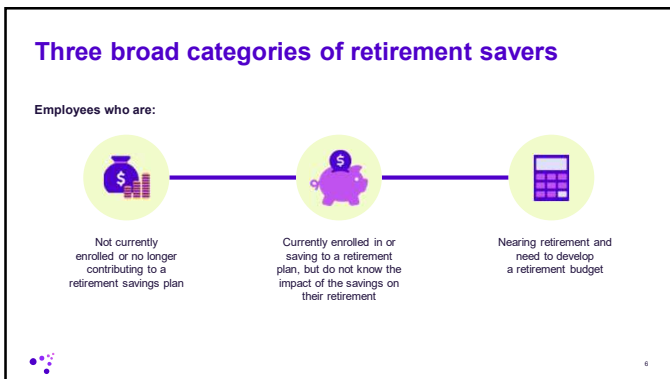 Three broad categories of retirement savers
Employees who are:
$
Not currently
enrolled or no longer
contributing to a
retirement savings plan
$
Currently enrolled in or
saving to a retirement
plan, but do not know the
impact of the savings on
their retirement
Nearing retirement and
need to develop
a retirement budget
6